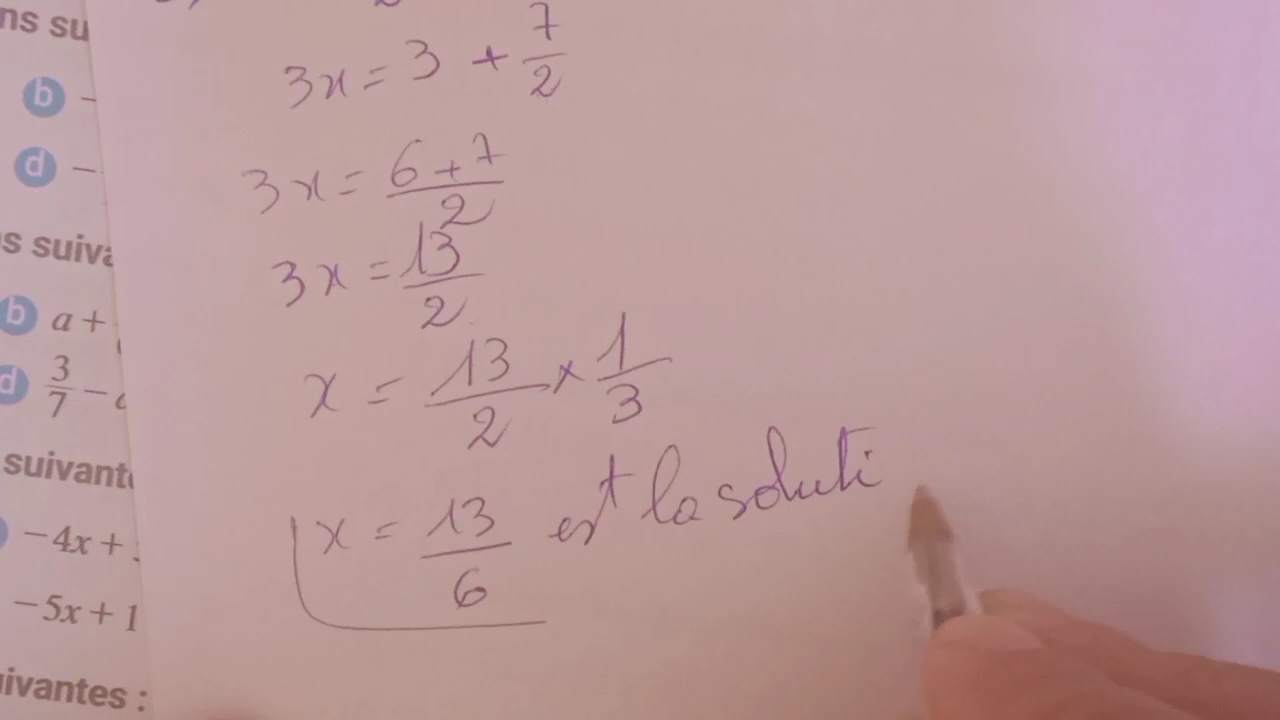 ns su
b −
d −
s suiva
b a +
d 3/7 −
suivant
−4x +
−5x + 1
uivantes :
3x = 3 + 7/2
3x = (6 + 7)/2
3x = 13/2
x = 13/2 × 1/3
x = 13/6 est la soluti